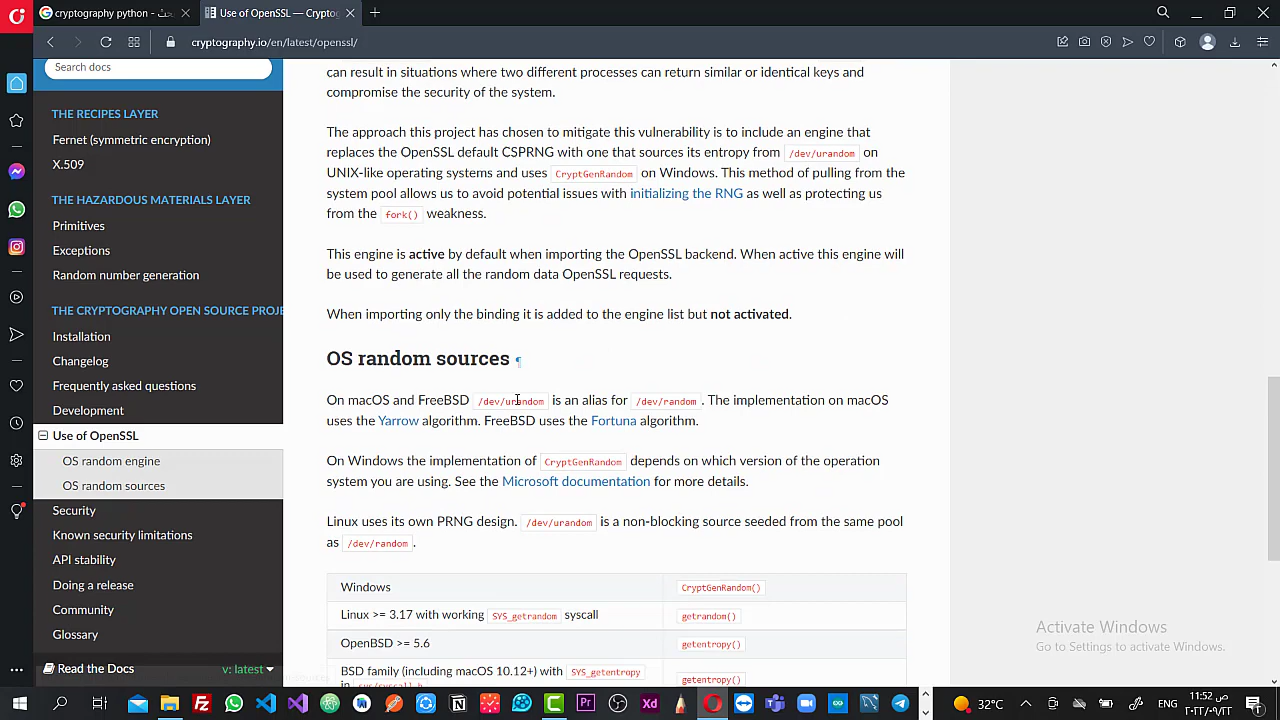 cryptography python - بحث
Use of OpenSSL — Cryptog
cryptography.io/en/latest/openssl/
Search docs
THE RECIPES LAYER
Fernet (symmetric encryption)
X.509
THE HAZARDOUS MATERIALS LAYER
Primitives
Exceptions
Random number generation
THE CRYPTOGRAPHY OPEN SOURCE PROJE
Installation
Changelog
Frequently asked questions
Development
Use of OpenSSL
OS random engine
OS random sources
Security
Known security limitations
API stability
Doing a release
Community
Glossary
Read the Docs
v: latest
can result in situations where two different processes can return similar or identical keys and
compromise the security of the system.
The approach this project has chosen to mitigate this vulnerability is to include an engine that
replaces the OpenSSL default CSPRNG with one that sources its entropy from /dev/urandom on
UNIX-like operating systems and uses CryptGenRandom on Windows. This method of pulling from the
system pool allows us to avoid potential issues with initializing the RNG as well as protecting us
from the fork() weakness.
This engine is active by default when importing the OpenSSL backend. When active this engine will
be used to generate all the random data OpenSSL requests.
When importing only the binding it is added to the engine list but not activated.
OS random sources ¶
On macOS and FreeBSD /dev/urandom is an alias for /dev/random. The implementation on macOS
uses the Yarrow algorithm. FreeBSD uses the Fortuna algorithm.
On Windows the implementation of CryptGenRandom depends on which version of the operation
system you are using. See the Microsoft documentation for more details.
Linux uses its own PRNG design. /dev/urandom is a non-blocking source seeded from the same pool
as /dev/random.
Windows CryptGenRandom()
Linux >= 3.17 with working SYS_getrandom syscall getrandom()
OpenBSD >= 5.6 getentropy()
BSD family (including macOS 10.12+) with SYS_getentropy getentropy()
in sys/syscall.h
Activate Windows
Go to Settings to activate Windows.
32°C
ENG
11:52 ص